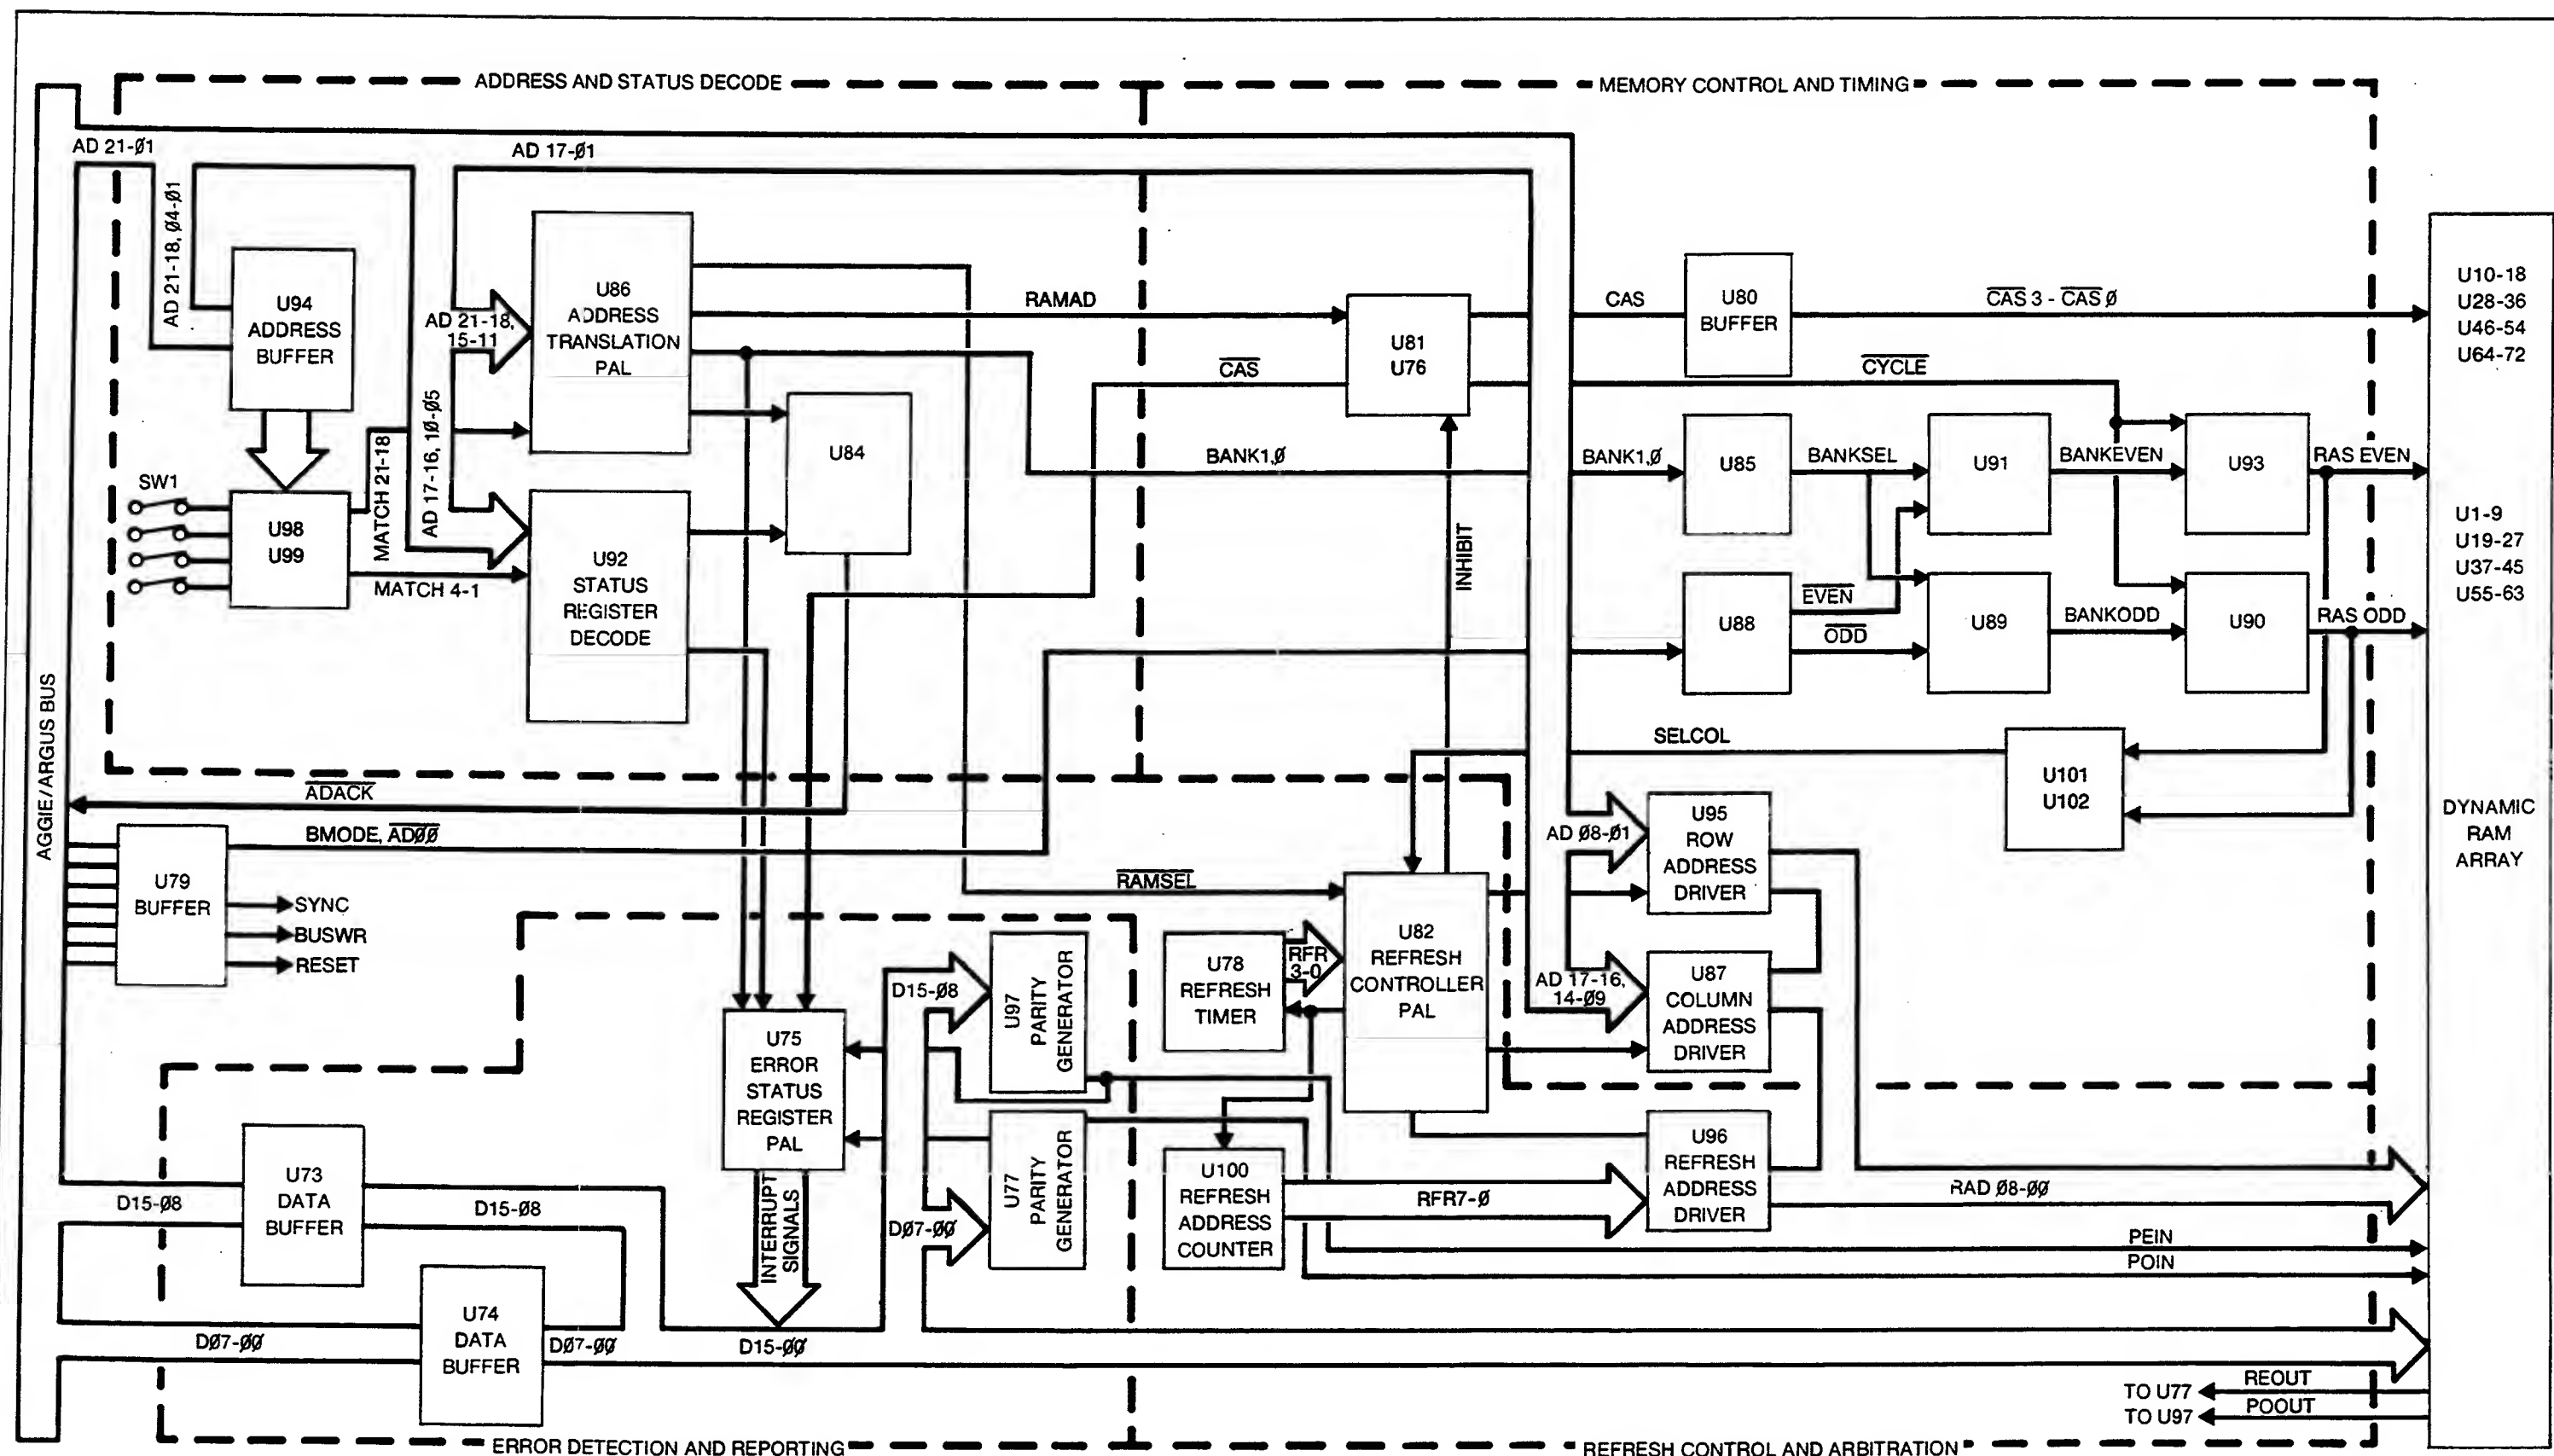 ADDRESS AND STATUS DECODE
MEMORY CONTROL AND TIMING
AD 21-Ø1
AD 17-Ø1
AD 21-18, Ø4-Ø1
U94
ADDRESS
BUFFER
AD 21-18,
15-11
U86
ADDRESS
TRANSLATION
PAL
RAMAD
U81
U76
CAS
U80
BUFFER
C̅A̅S̅ 3 - C̅A̅S̅ Ø
U10-18
U28-36
U46-54
U64-72
C̅A̅S̅
C̅Y̅C̅L̅E̅
AD 17-16, 1Ø-Ø5
MATCH 21-18
SW1
U98
U99
MATCH 4-1
U84
BANK1,Ø
BANK1,Ø
U85
BANKSEL
U91
BANKEVEN
U93
RAS EVEN
U92
STATUS
REGISTER
DECODE
INHIBIT
U1-9
U19-27
U37-45
U55-63
U88
E̅V̅E̅N̅
O̅D̅D̅
U89
BANKODD
U90
RAS ODD
AGGIE/ARGUS BUS
SELCOL
U101
U102
A̅D̅A̅C̅K̅
BMODE, A̅D̅Ø̅Ø̅
U79
BUFFER
SYNC
BUSWR
RESET
R̅A̅M̅S̅E̅L̅
AD Ø8-Ø1
U95
ROW
ADDRESS
DRIVER
DYNAMIC
RAM
ARRAY
U82
REFRESH
CONTROLLER
PAL
U78
REFRESH
TIMER
RFR
3-0
AD 17-16,
14-Ø9
U87
COLUMN
ADDRESS
DRIVER
D15-Ø8
U97
PARITY
GENERATOR
U75
ERROR
STATUS
REGISTER
PAL
U77
PARITY
GENERATOR
DØ7-ØØ
INTERRUPT
SIGNALS
U100
REFRESH
ADDRESS
COUNTER
RFR7-Ø
U96
REFRESH
ADDRESS
DRIVER
RAD Ø8-ØØ
D15-Ø8
U73
DATA
BUFFER
D15-Ø8
PEIN
POIN
DØ7-ØØ
U74
DATA
BUFFER
DØ7-ØØ
D15-ØØ
TO U77
REOUT
TO U97
POOUT
ERROR DETECTION AND REPORTING
REFRESH CONTROL AND ARBITRATION